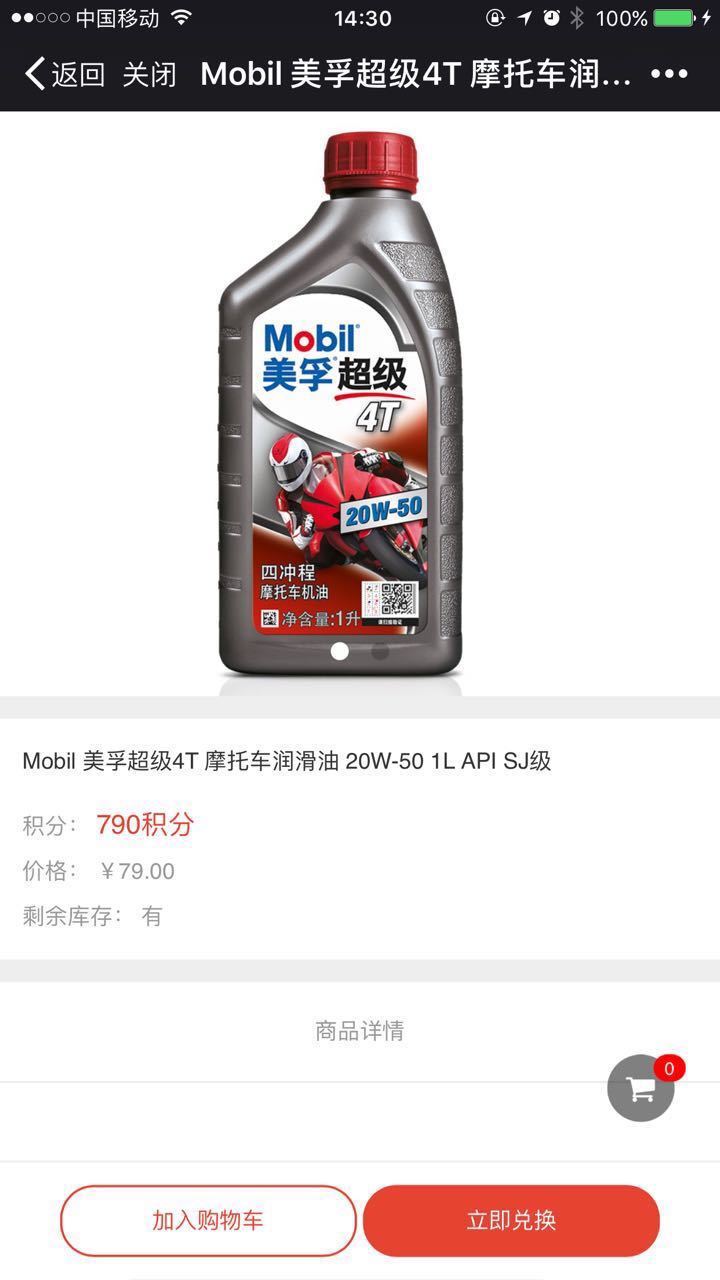 中国移动 14:30 100%
返回 关闭 Mobil 美孚超级4T 摩托车润...
Mobil
美孚超级
4T
20W-50
四冲程
摩托车机油
净含量:1升
Mobil 美孚超级4T 摩托车润滑油 20W-50 1L API SJ级
积分： 790积分
价格： ￥79.00
剩余库存： 有
商品详情
0
加入购物车 立即兑换